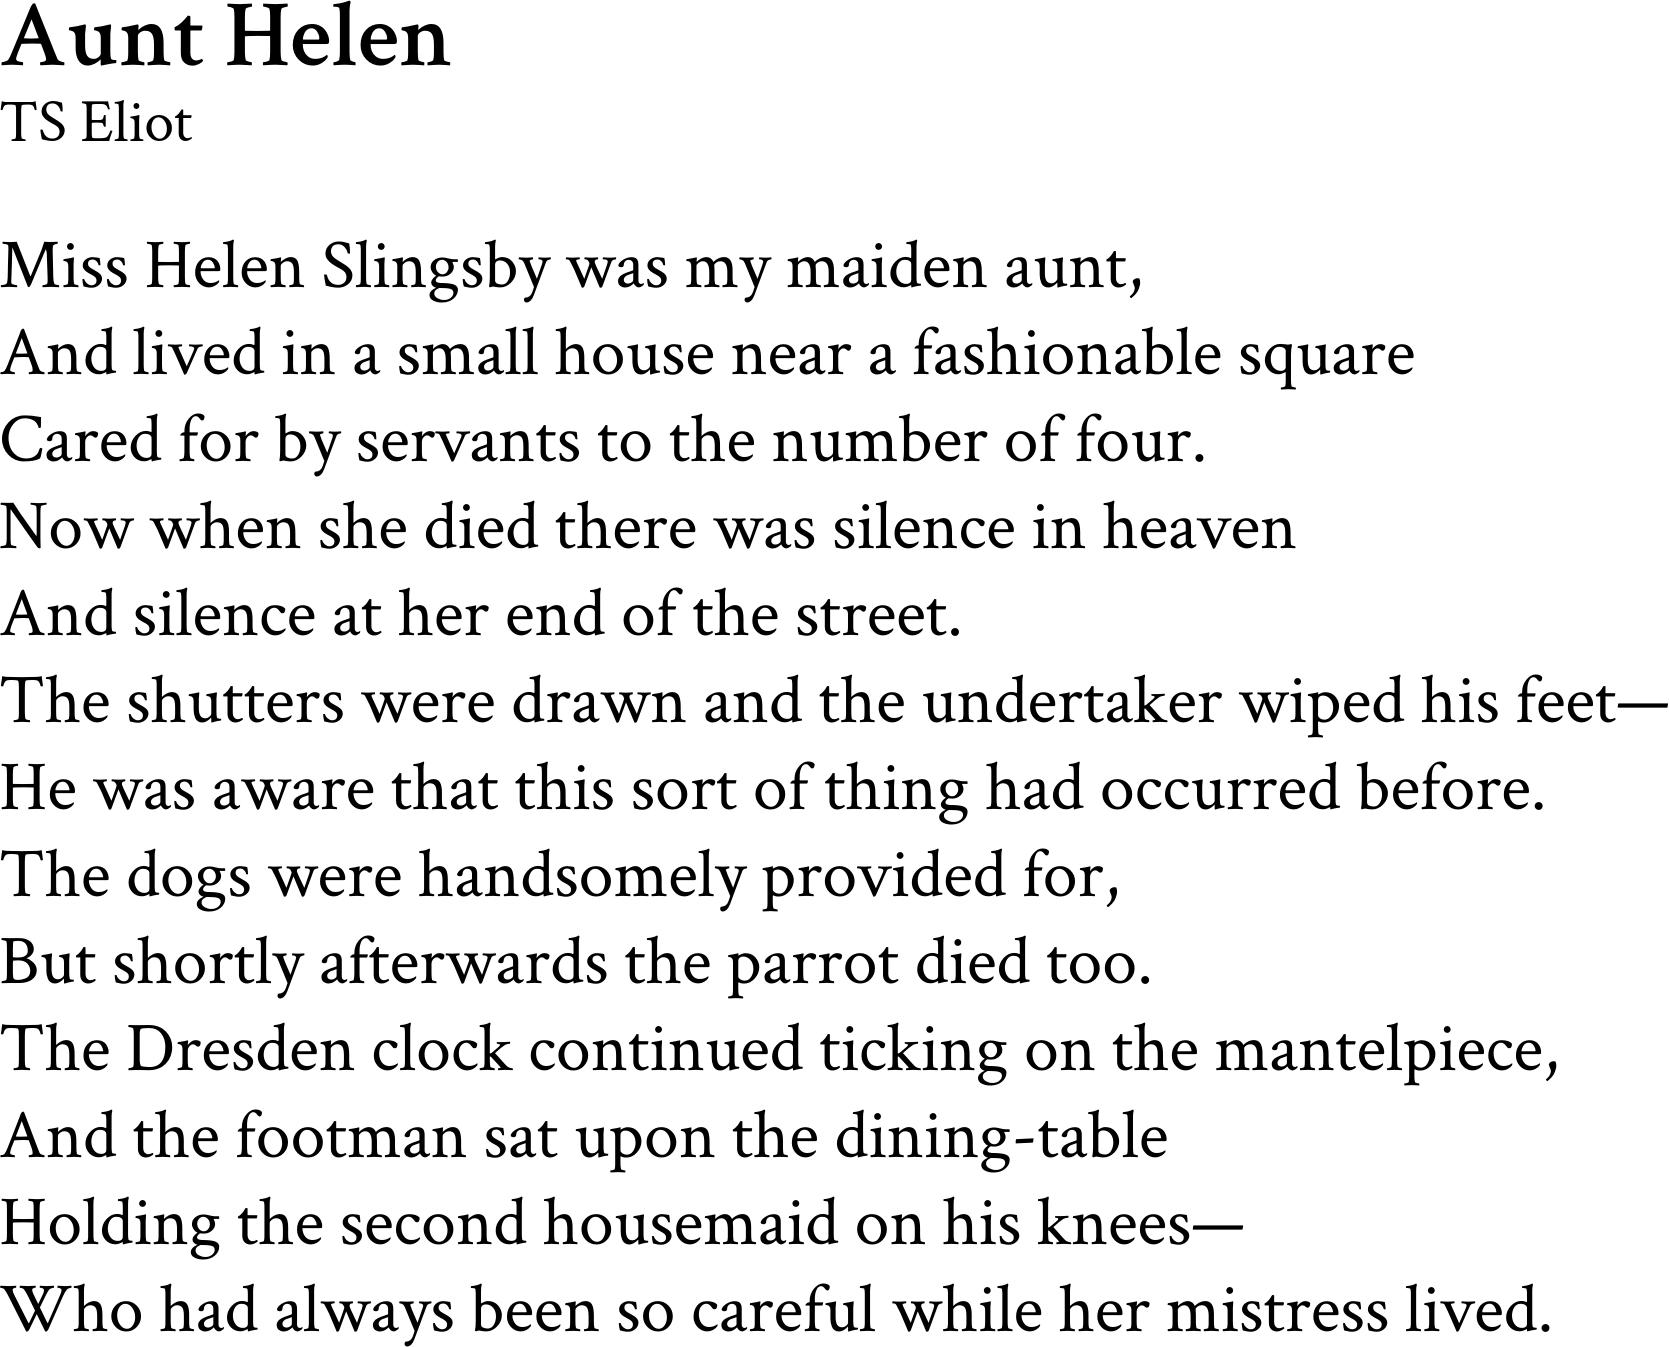 Aunt Helen
TS Eliot
Miss Helen Slingsby was my maiden aunt,
And lived in a small house near a fashionable square
Cared for by servants to the number of four.
Now when she died there was silence in heaven
And silence at her end of the street.
The shutters were drawn and the undertaker wiped his feet—
He was aware that this sort of thing had occurred before.
The dogs were handsomely provided for,
But shortly afterwards the parrot died too.
The Dresden clock continued ticking on the mantelpiece,
And the footman sat upon the dining-table
Holding the second housemaid on his knees—
Who had always been so careful while her mistress lived.